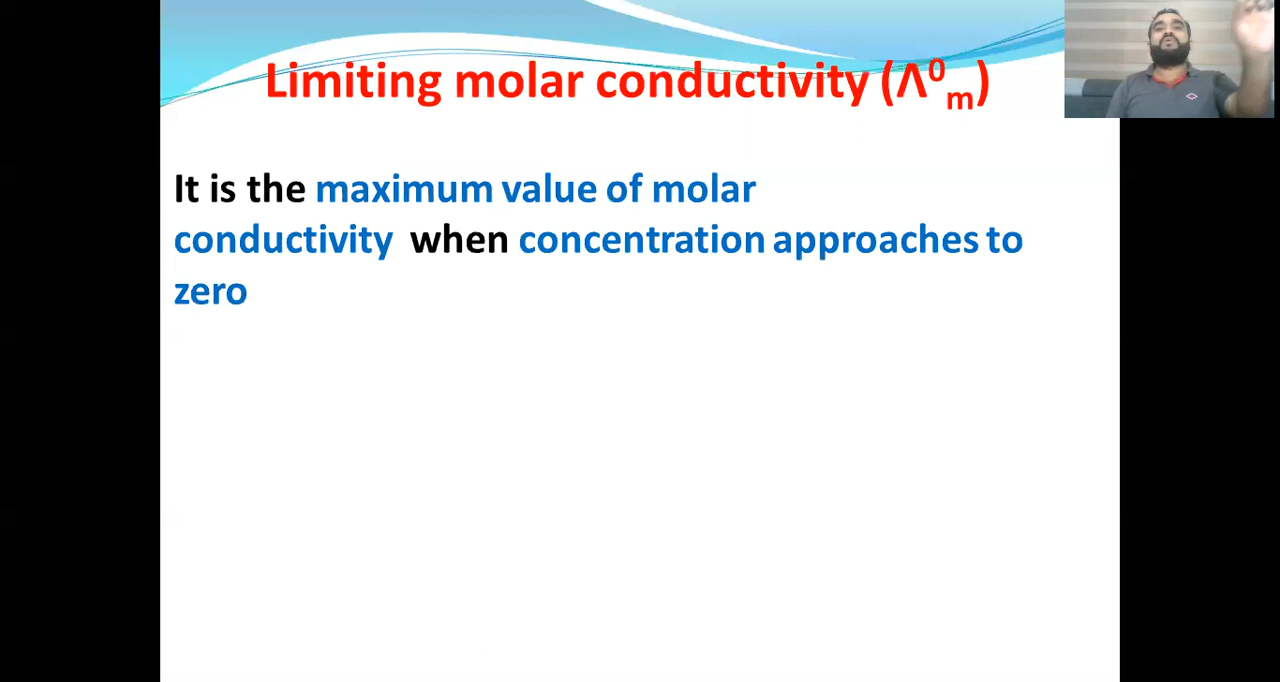 Limiting molar conductivity (Λ⁰ₘ)
It is the maximum value of molar
conductivity when concentration approaches to
zero